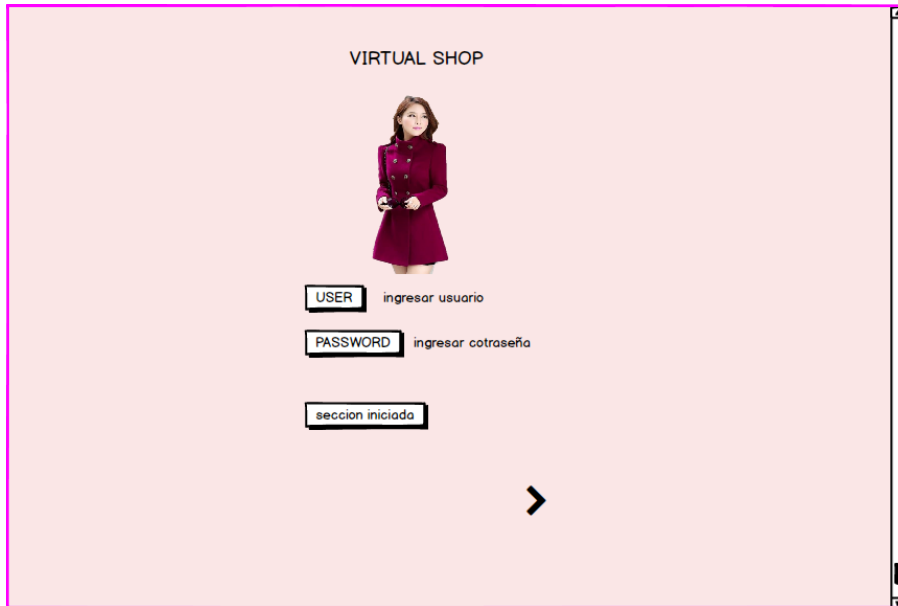 VIRTUAL SHOP
USER ingresar usuario
PASSWORD ingresar cotraseña
seccion iniciada